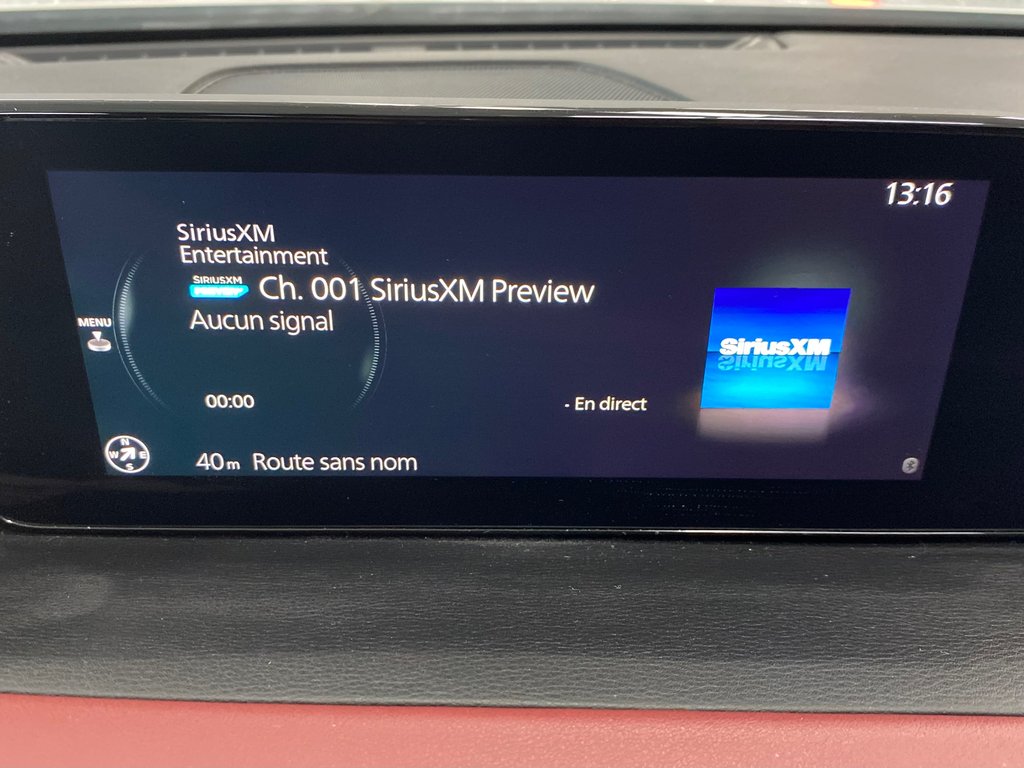 13:16
SiriusXM
Entertainment
SIRIUSXM
PREVIEW
Ch. 001 SiriusXM Preview
Aucun signal
MENU
SiriusXM
00:00
- En direct
N
W E
S
40m Route sans nom